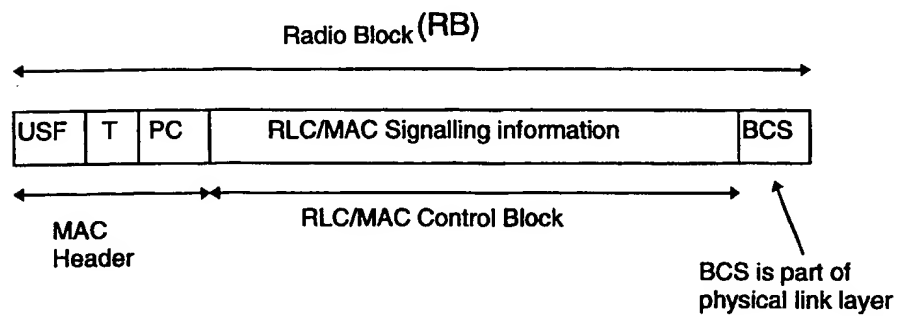 Radio Block (RB)
USF T PC RLC/MAC Signalling information BCS
RLC/MAC Control Block
MAC
Header
BCS is part of
physical link layer